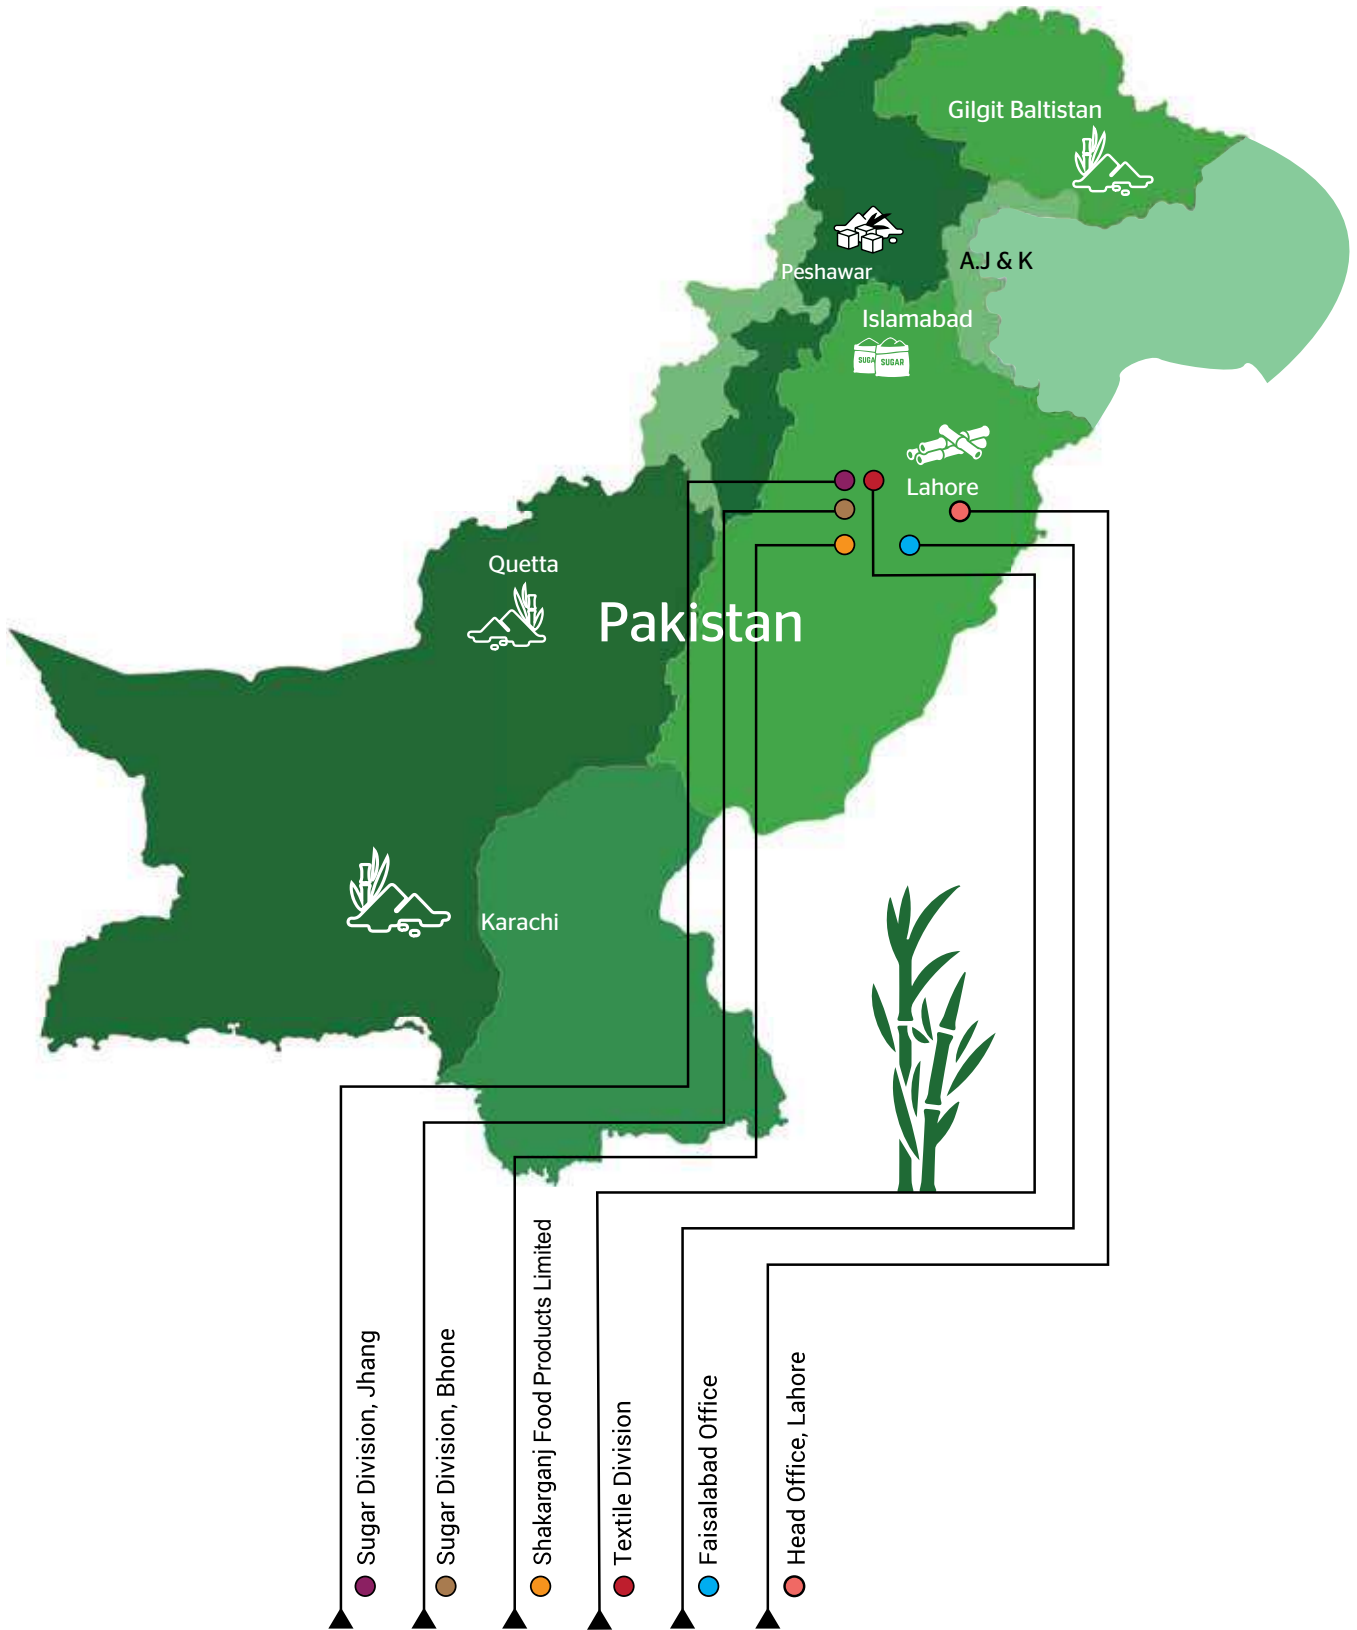 Gilgit Baltistan
A.J & K
Peshawar
Islamabad
SUGA
SUGAR
Lahore
Quetta
Pakistan
Karachi
Sugar Division, Jhang
Sugar Division, Bhone
Shakarganj Food Products Limited
Textile Division
Faisalabad Office
Head Office, Lahore